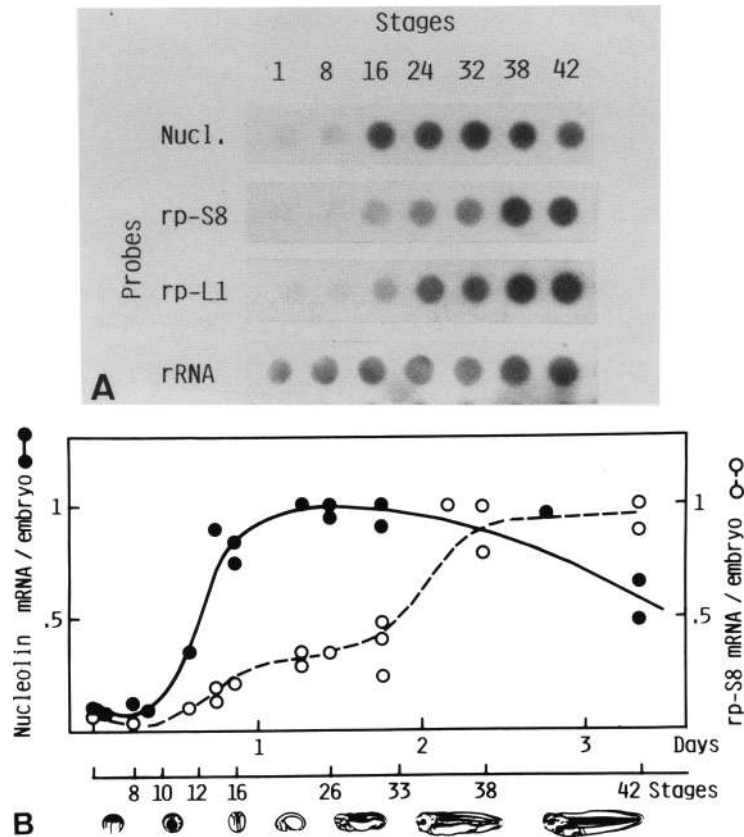 Stages
1 8 16 24 32 38 42
Nucl.
rp-S8
rp-L1
rRNA
Probes
A
Nucleolin mRNA/embryo
1
.5
1
.5
rp-S8 mRNA/embryo
1 2 3 Days
8 10 12 16 26 33 38 42 Stages
B